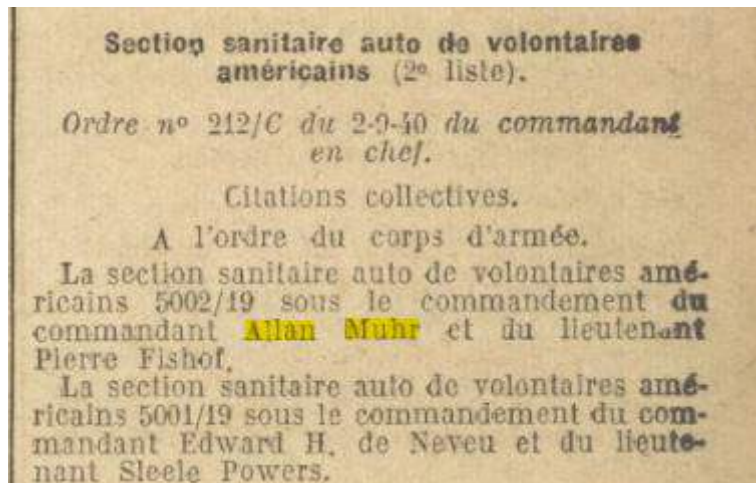 Section sanitaire auto de volontaires
américains (2e liste).
Ordre no 212/C du 2-9-40 du commandant
en chef.
Citations collectives.
A l'ordre du corps d'armée.
La section sanitaire auto de volontaires amé-
ricains 5002/19 sous le commandement du
commandant Allan Muhr et du lieutenant
Pierre Fishof.
La section sanitaire auto de volontaires amé-
ricains 5001/19 sous le commandement du com-
mandant Edward H. de Neveu et du lieute-
nant Sleele Powers.